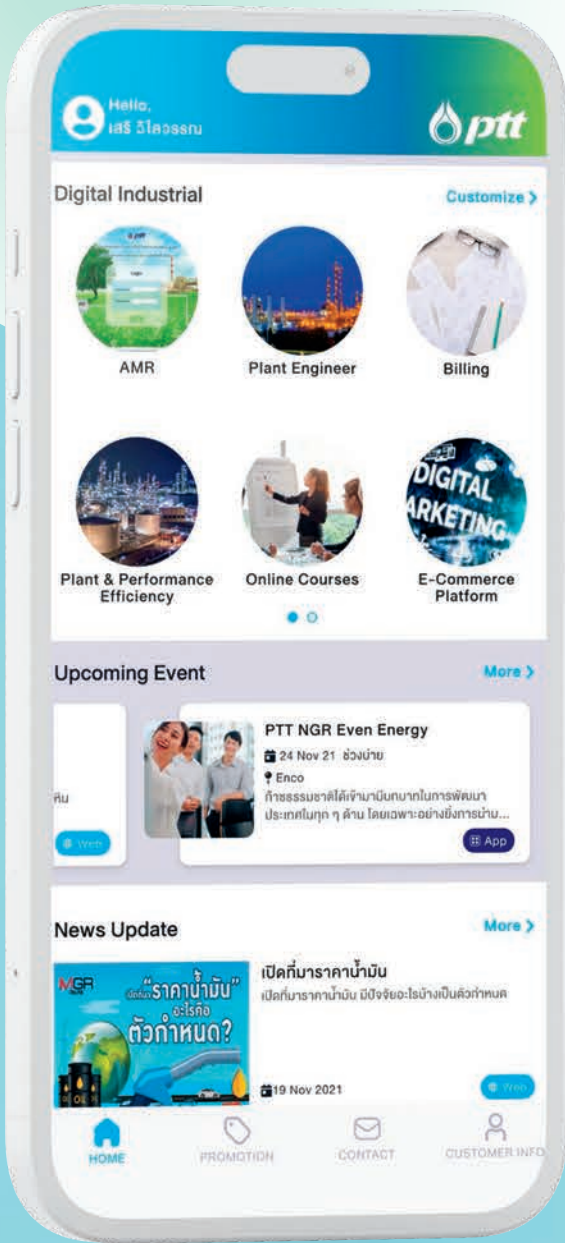 Hello,
เสรี วิไลวรรณ
ptt
Digital Industrial
Customize >
AMR
Plant Engineer
Billing
DIGITAL
MARKETING
Plant & Performance
Efficiency
Online Courses
E-Commerce
Platform
Upcoming Event
More >
PTT NGR Even Energy
24 Nov 21 ช่วงบ่าย
Enco
ก๊าซธรรมชาติได้เข้ามามีบทบาทในการพัฒนา
ประเทศในทุก ๆ ด้าน โดยเฉพาะอย่างยิ่งการนำม...
Web
App
News Update
More >
MGR
"ราคาน้ำมัน"
อะไรคือ
ตัวกำหนด?
เปิดที่มาราคาน้ำมัน
เปิดที่มาราคาน้ำมัน มีปัจจัยอะไรบ้างเป็นตัวกำหนด
19 Nov 2021
Web
HOME
PROMOTION
CONTACT
CUSTOMER INFO